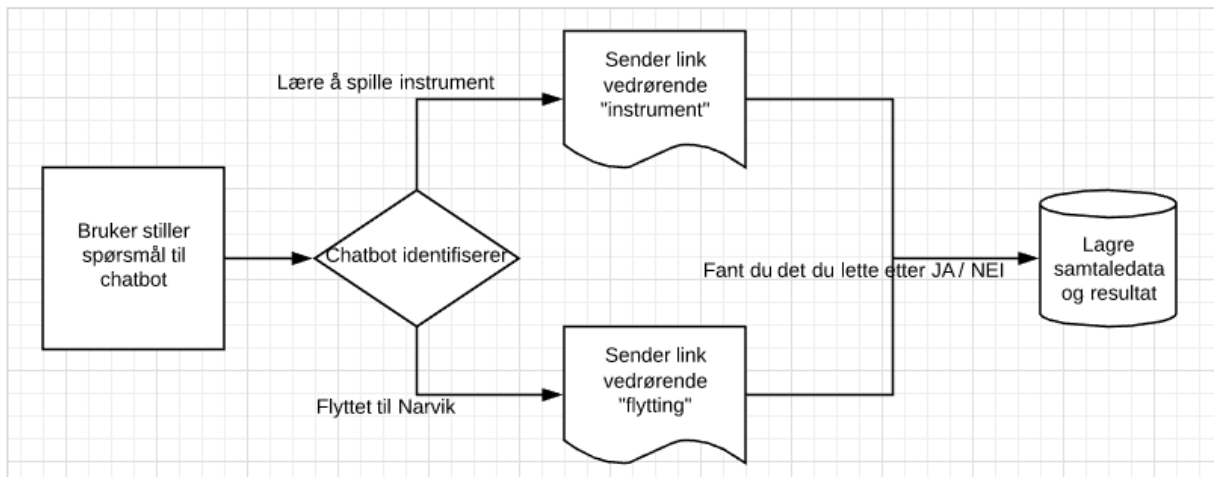 Bruker stiller
spørsmål til
chatbot
Chatbot identifiserer
Lære å spille instrument
Sender link
vedrørende
"instrument"
Flyttet til Narvik
Sender link
vedrørende
"flytting"
Fant du det du lette etter JA / NEI
Lagre
samtaledata
og resultat